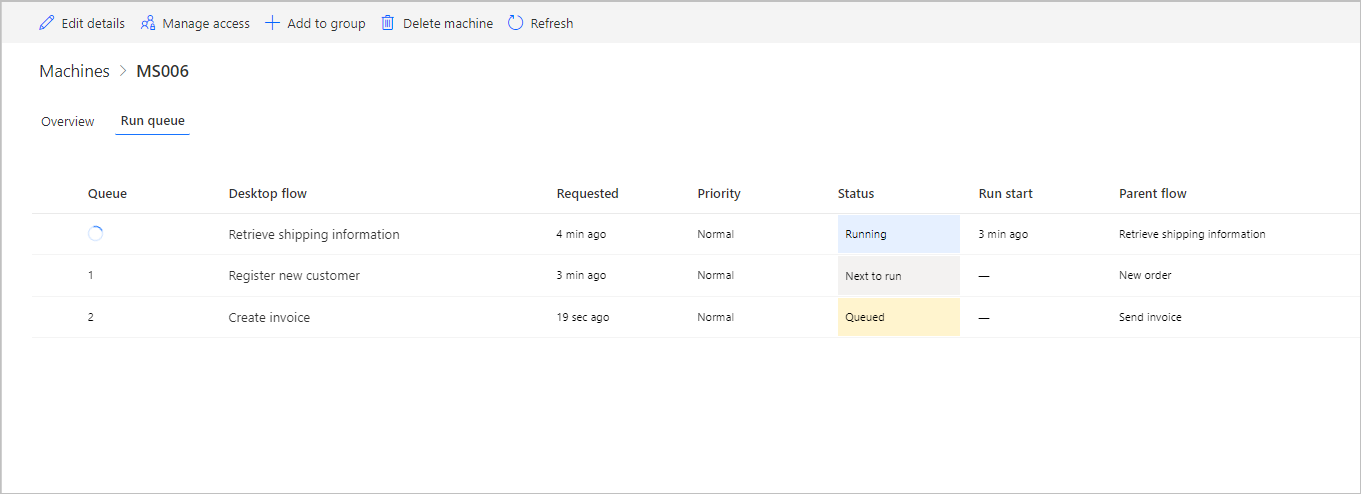 Edit details Manage access Add to group Delete machine Refresh
Machines > MS006
Overview Run queue
Queue Desktop flow Requested Priority Status Run start Parent flow
Retrieve shipping information 4 min ago Normal Running 3 min ago Retrieve shipping information
1 Register new customer 3 min ago Normal Next to run — New order
2 Create invoice 19 sec ago Normal Queued — Send invoice